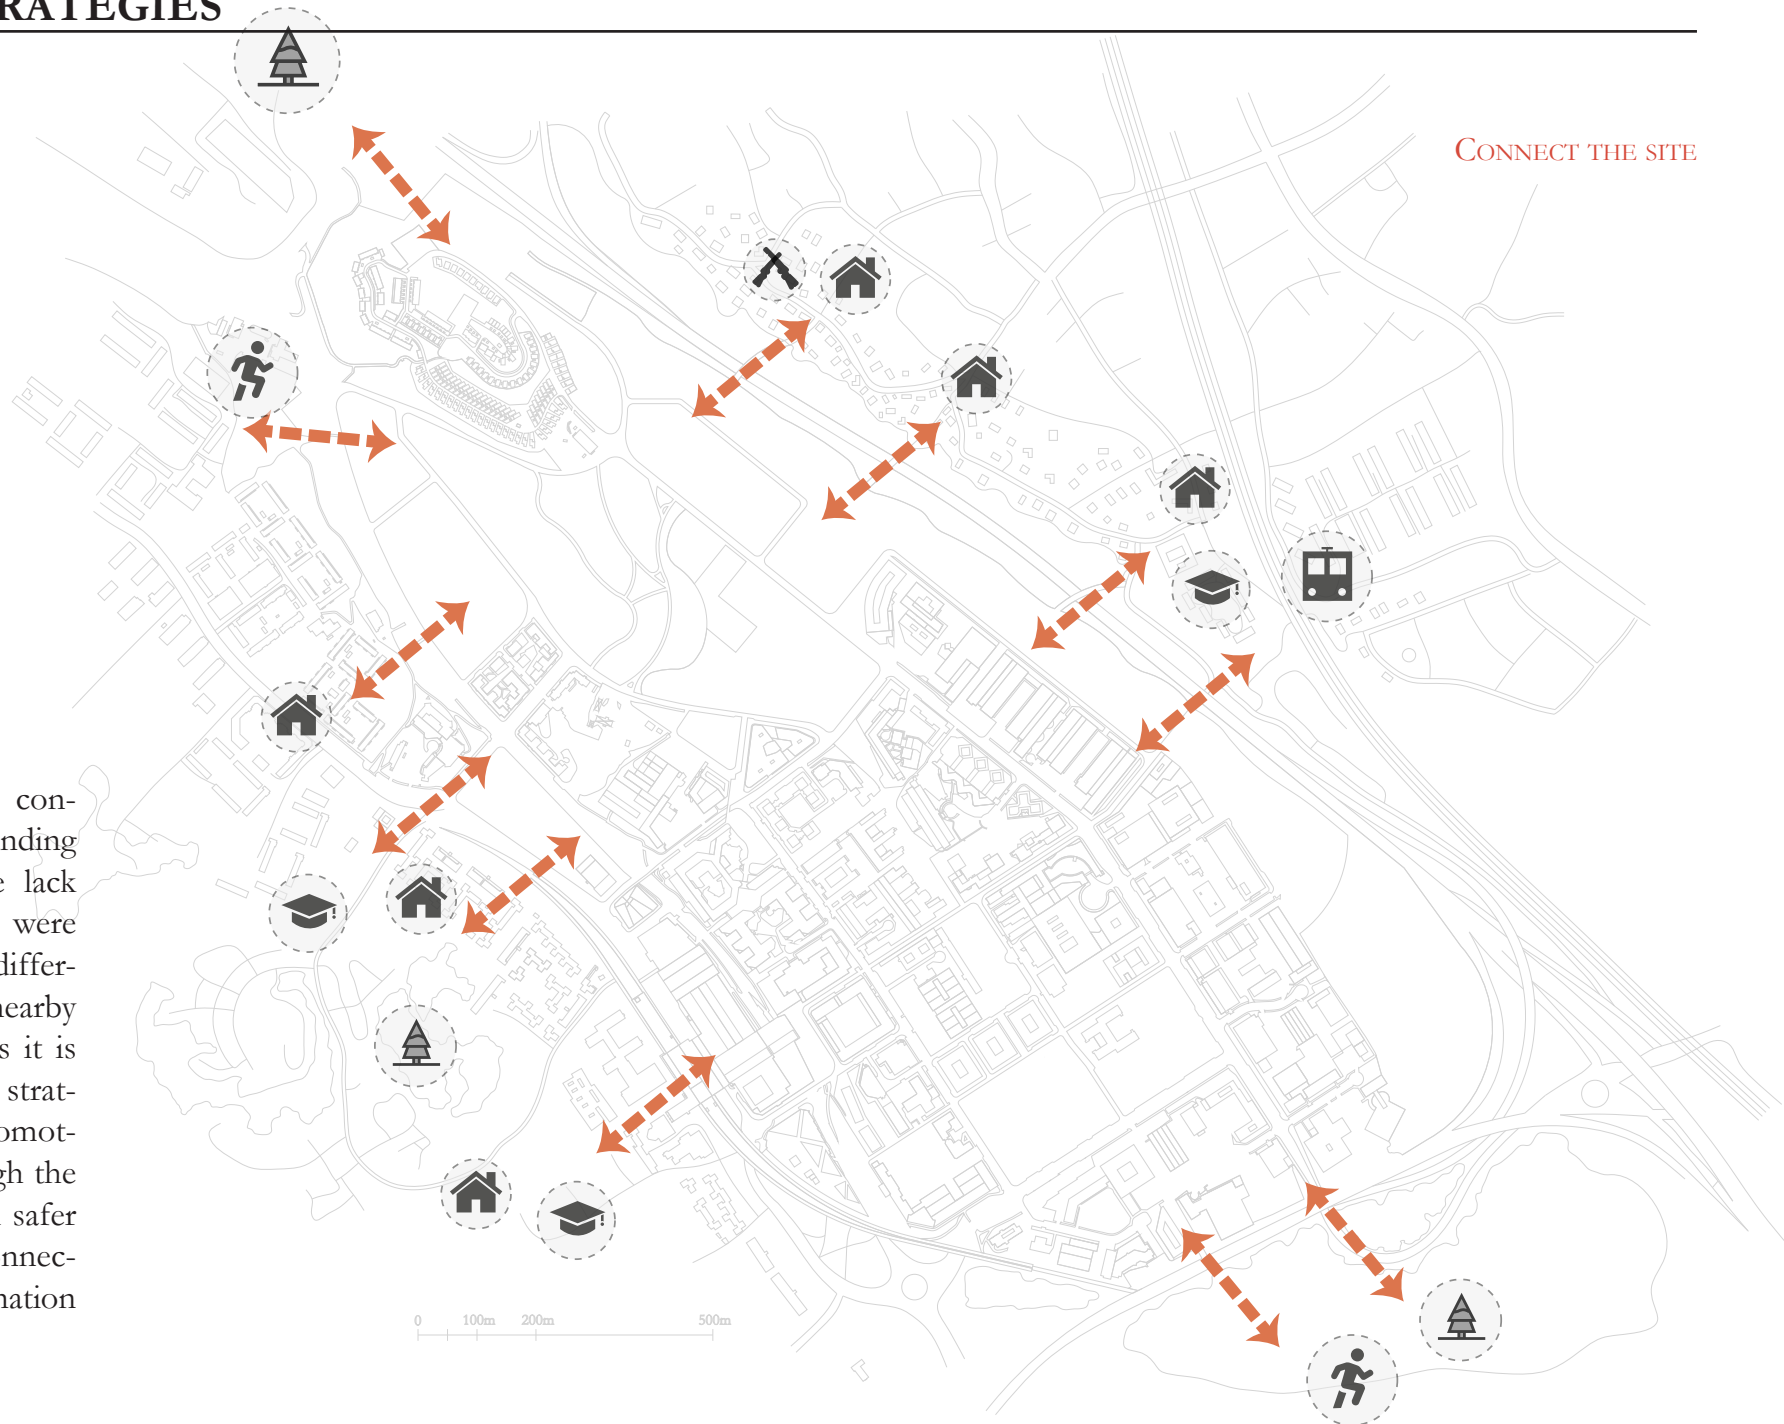 RATEGIES
CONNECT THE SITE
con-
nding
e lack
were
differ-
nearby
s it is
strat-
omot-
gh the
safer
onnec-
nation
0 100m 200m 500m